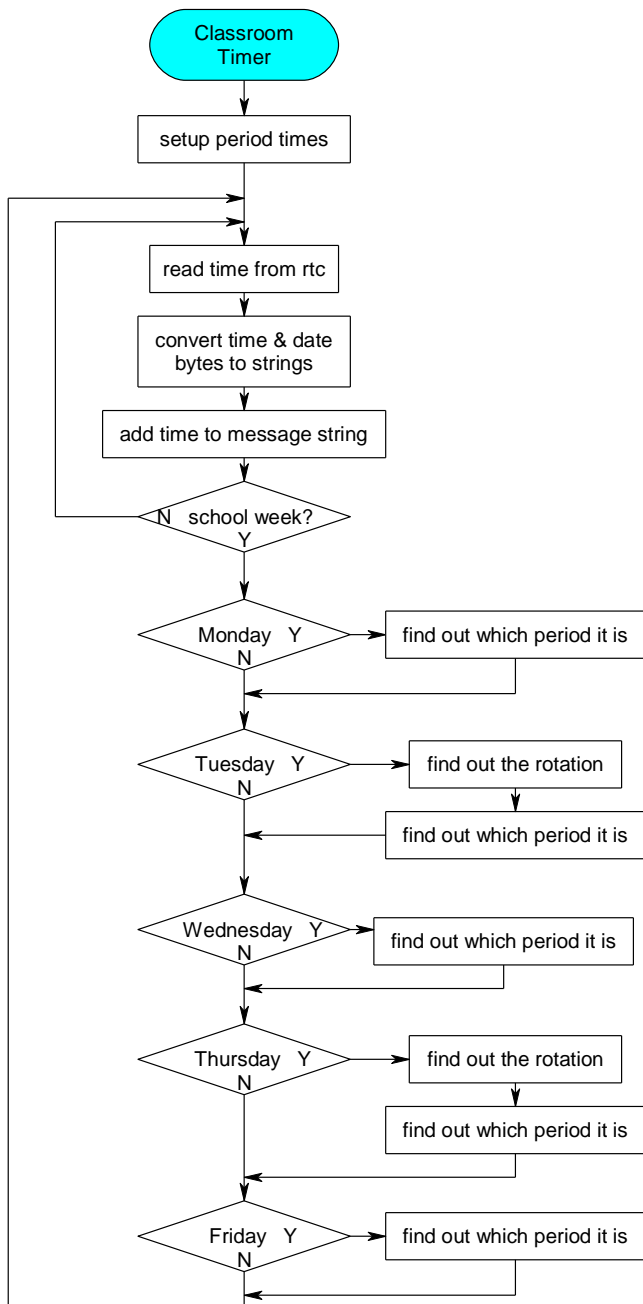 Classroom
Timer
setup period times
read time from rtc
convert time & date
bytes to strings
add time to message string
N school week?
Y
Monday Y
find out which period it is
N
Tuesday Y
find out the rotation
N
find out which period it is
Wednesday Y
find out which period it is
N
Thursday Y
find out the rotation
N
find out which period it is
Friday Y
find out which period it is
N